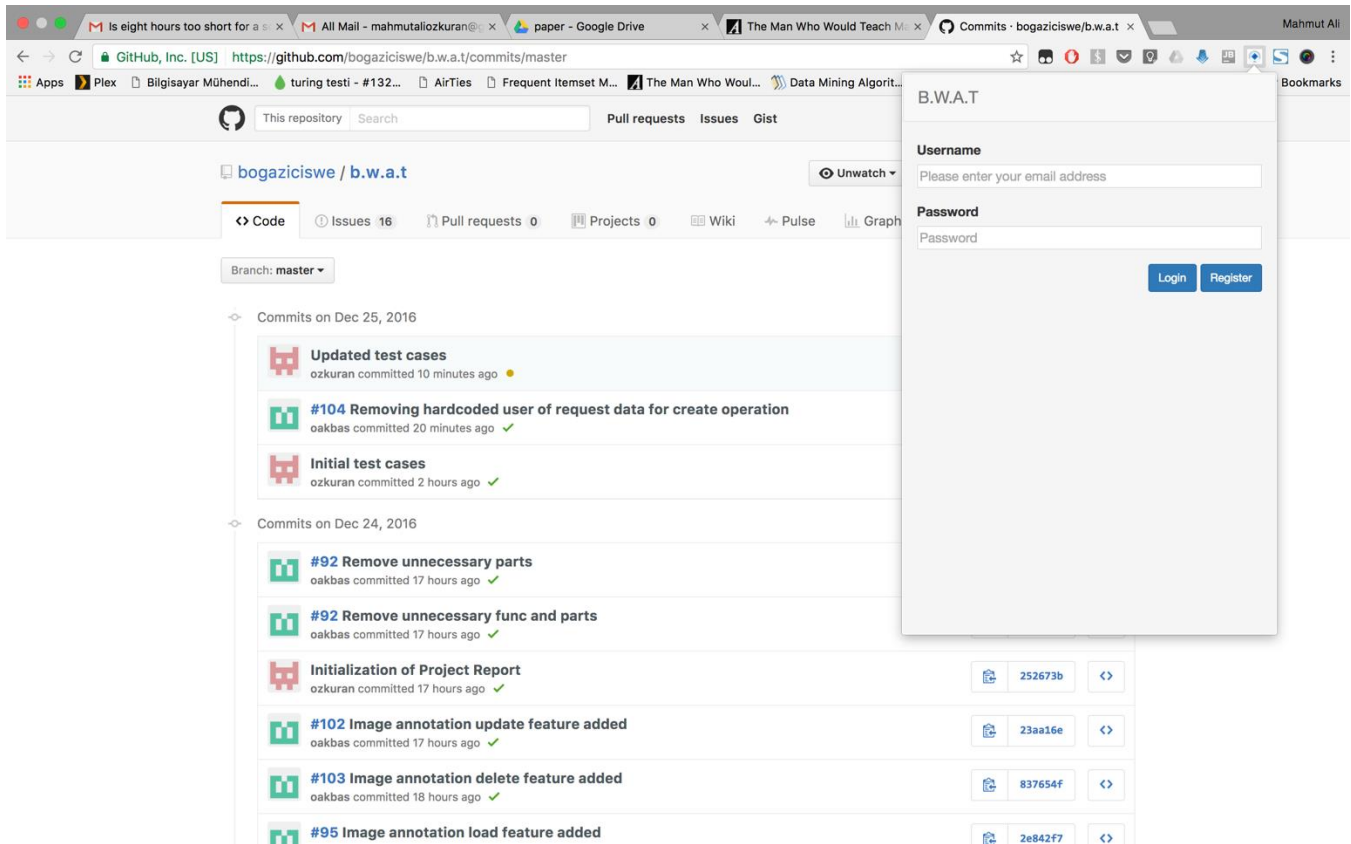 Is eight hours too short for a s
All Mail - mahmutaliozkuran@g
paper - Google Drive
The Man Who Would Teach Ma
Commits · bogaziciswe/b.w.a.t
Mahmut Ali
GitHub, Inc. [US] https://github.com/bogaziciswe/b.w.a.t/commits/master
Apps Plex Bilgisayar Mühendi... turing testi - #132... AirTies Frequent Itemset M... The Man Who Woul... Data Mining Algorit... Bookmarks
This repository Search Pull requests Issues Gist
bogaziciswe / b.w.a.t Unwatch
Code Issues 16 Pull requests 0 Projects 0 Wiki Pulse Graph
Branch: master
Commits on Dec 25, 2016
Updated test cases
ozkuran committed 10 minutes ago
#104 Removing hardcoded user of request data for create operation
oakbas committed 20 minutes ago
Initial test cases
ozkuran committed 2 hours ago
Commits on Dec 24, 2016
#92 Remove unnecessary parts
oakbas committed 17 hours ago
#92 Remove unnecessary func and parts
oakbas committed 17 hours ago
Initialization of Project Report
ozkuran committed 17 hours ago
252673b
#102 Image annotation update feature added
oakbas committed 17 hours ago
23aa16e
#103 Image annotation delete feature added
oakbas committed 18 hours ago
837654f
#95 Image annotation load feature added
2e842f7
B.W.A.T
Username
Please enter your email address
Password
Password
Login Register